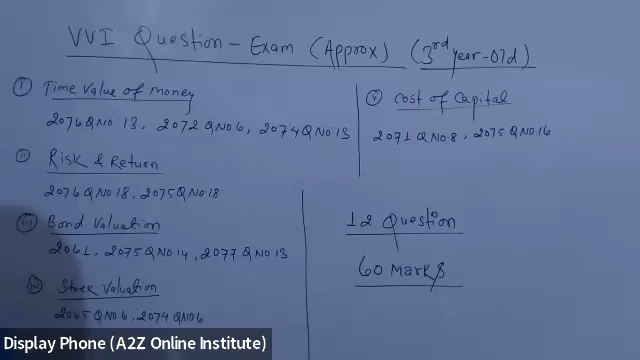 VVI Question - Exam (Approx) (3rd year - Old)
(I) Time Value of Money
2076 Q.NO. 13, 2072 Q.NO 6, 2074 Q.NO. 13
(II) Risk & Return
2076 Q.NO. 18, 2075 Q.NO. 18
(III) Bond Valuation
2061, 2075 Q.NO. 14, 2077 Q.NO. 13
(IV) Stock Valuation
2065 Q.NO 6, 2074 Q.NO 6
(V) Cost of Capital
2071 Q.NO. 8, 2075 Q.NO. 16
12 Question
60 Marks
Display Phone (A2Z Online Institute)